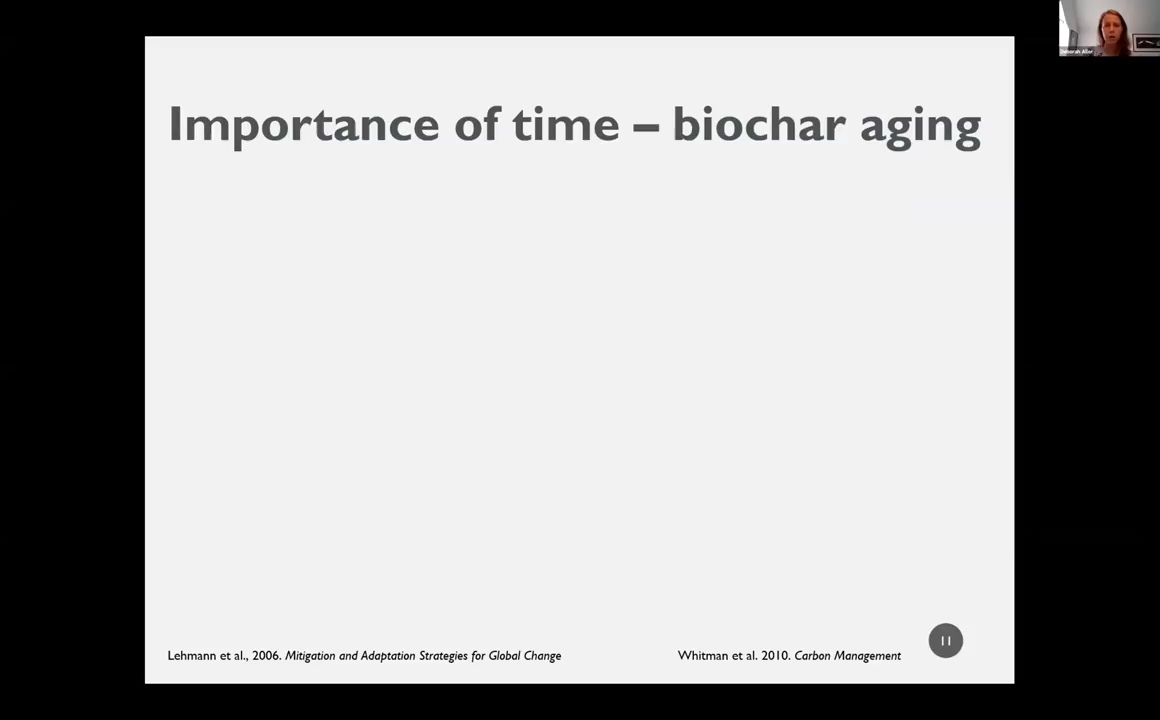 Importance of time – biochar aging
11
Lehmann et al., 2006. Mitigation and Adaptation Strategies for Global Change
Whitman et al. 2010. Carbon Management